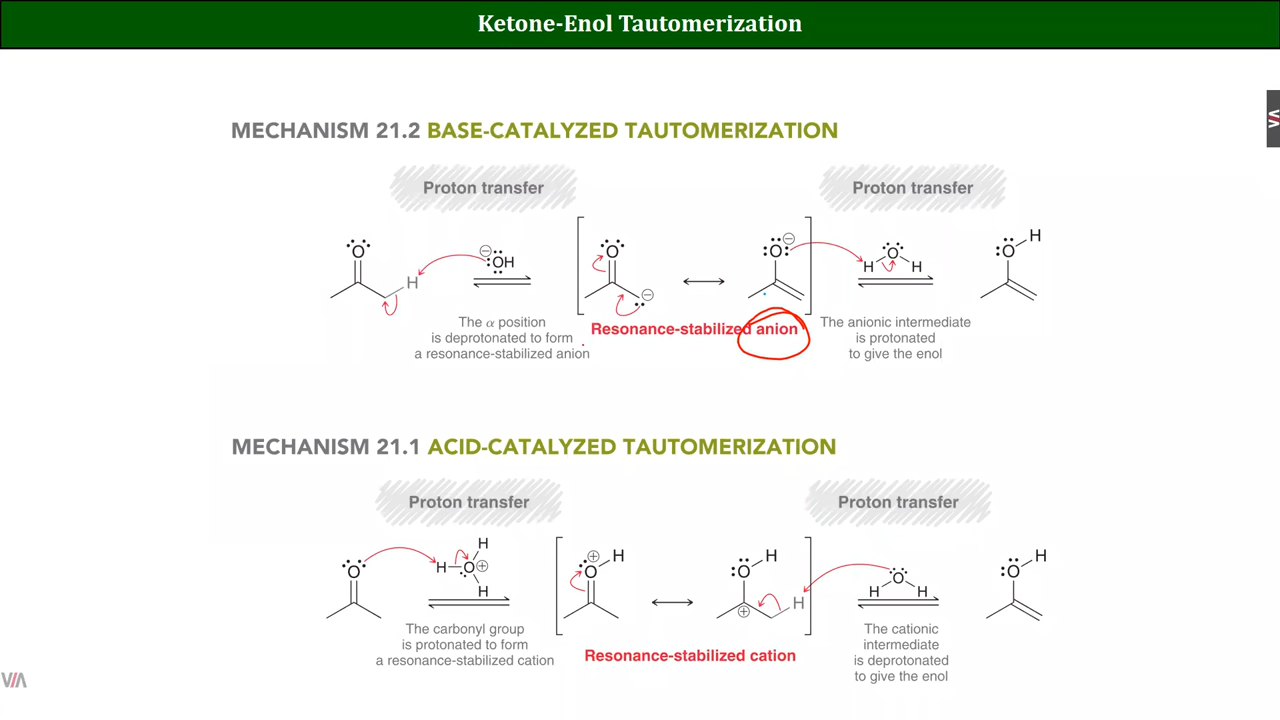 Ketone-Enol Tautomerization
MECHANISM 21.2 BASE-CATALYZED TAUTOMERIZATION
Proton transfer
Proton transfer
O
H
⊖
OH
O
⊖
O
⊖
H
O
H
O
H
The α position
is deprotonated to form
a resonance-stabilized anion
Resonance-stabilized anion
The anionic intermediate
is protonated
to give the enol
MECHANISM 21.1 ACID-CATALYZED TAUTOMERIZATION
Proton transfer
Proton transfer
O
H
H
O
⊕
H
⊕
O
H
O
H
⊕
H
O
H
H
O
H
The carbonyl group
is protonated to form
a resonance-stabilized cation
Resonance-stabilized cation
The cationic
intermediate
is deprotonated
to give the enol
VIA